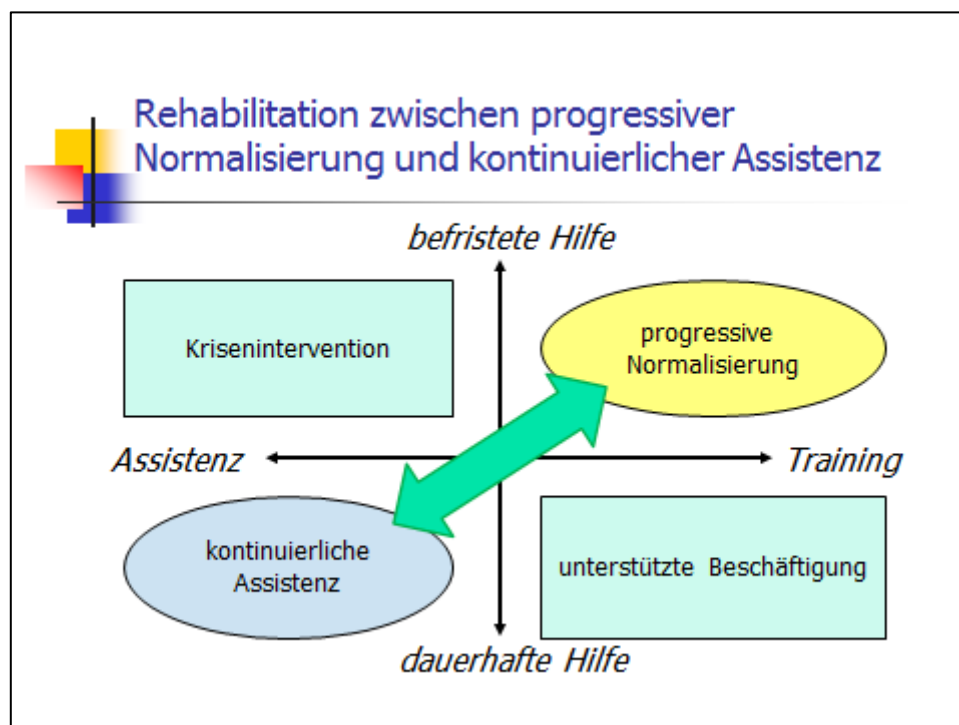 Rehabilitation zwischen progressiver
Normalisierung und kontinuierlicher Assistenz
befristete Hilfe
Krisenintervention
progressive
Normalisierung
Assistenz
Training
kontinuierliche
Assistenz
unterstützte Beschäftigung
dauerhafte Hilfe